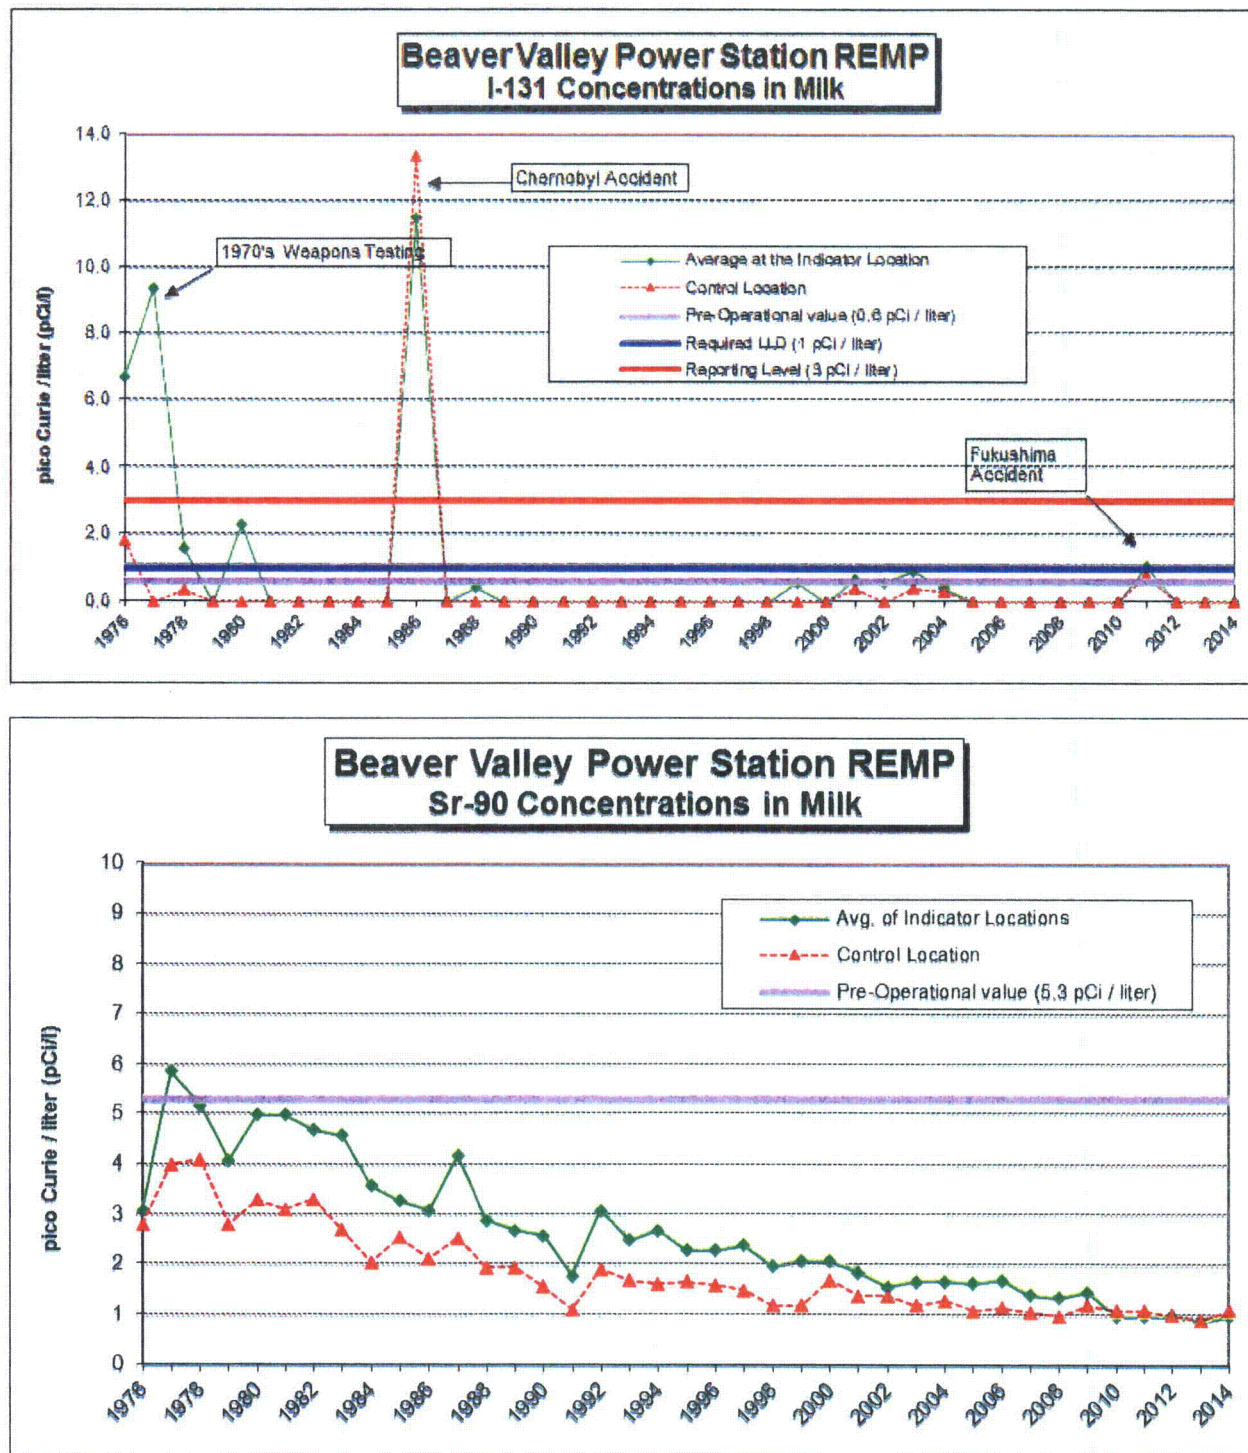 Beaver Valley Power Station REMP
I-131 Concentrations in Milk
pico Curie / liter (pCi/l)
14.0
12.0
10.0
8.0
6.0
4.0
2.0
0.0
Chernobyl Accident
1970's Weapons Testing
Average at the Indicator Location
Control Location
Pre-Operational value (0.6 pCi / liter)
Required LLD (1 pCi / liter)
Reporting Level (3 pCi / liter)
Fukushima
Accident
1976 1978 1980 1982 1984 1986 1988 1990 1992 1994 1996 1998 2000 2002 2004 2006 2008 2010 2012 2014
Beaver Valley Power Station REMP
Sr-90 Concentrations in Milk
pico Curie / liter (pCi/l)
10
9
8
7
6
5
4
3
2
1
0
Avg. of Indicator Locations
Control Location
Pre-Operational value (5.3 pCi / liter)
1976 1978 1980 1982 1984 1986 1988 1990 1992 1994 1996 1998 2000 2002 2004 2006 2008 2010 2012 2014